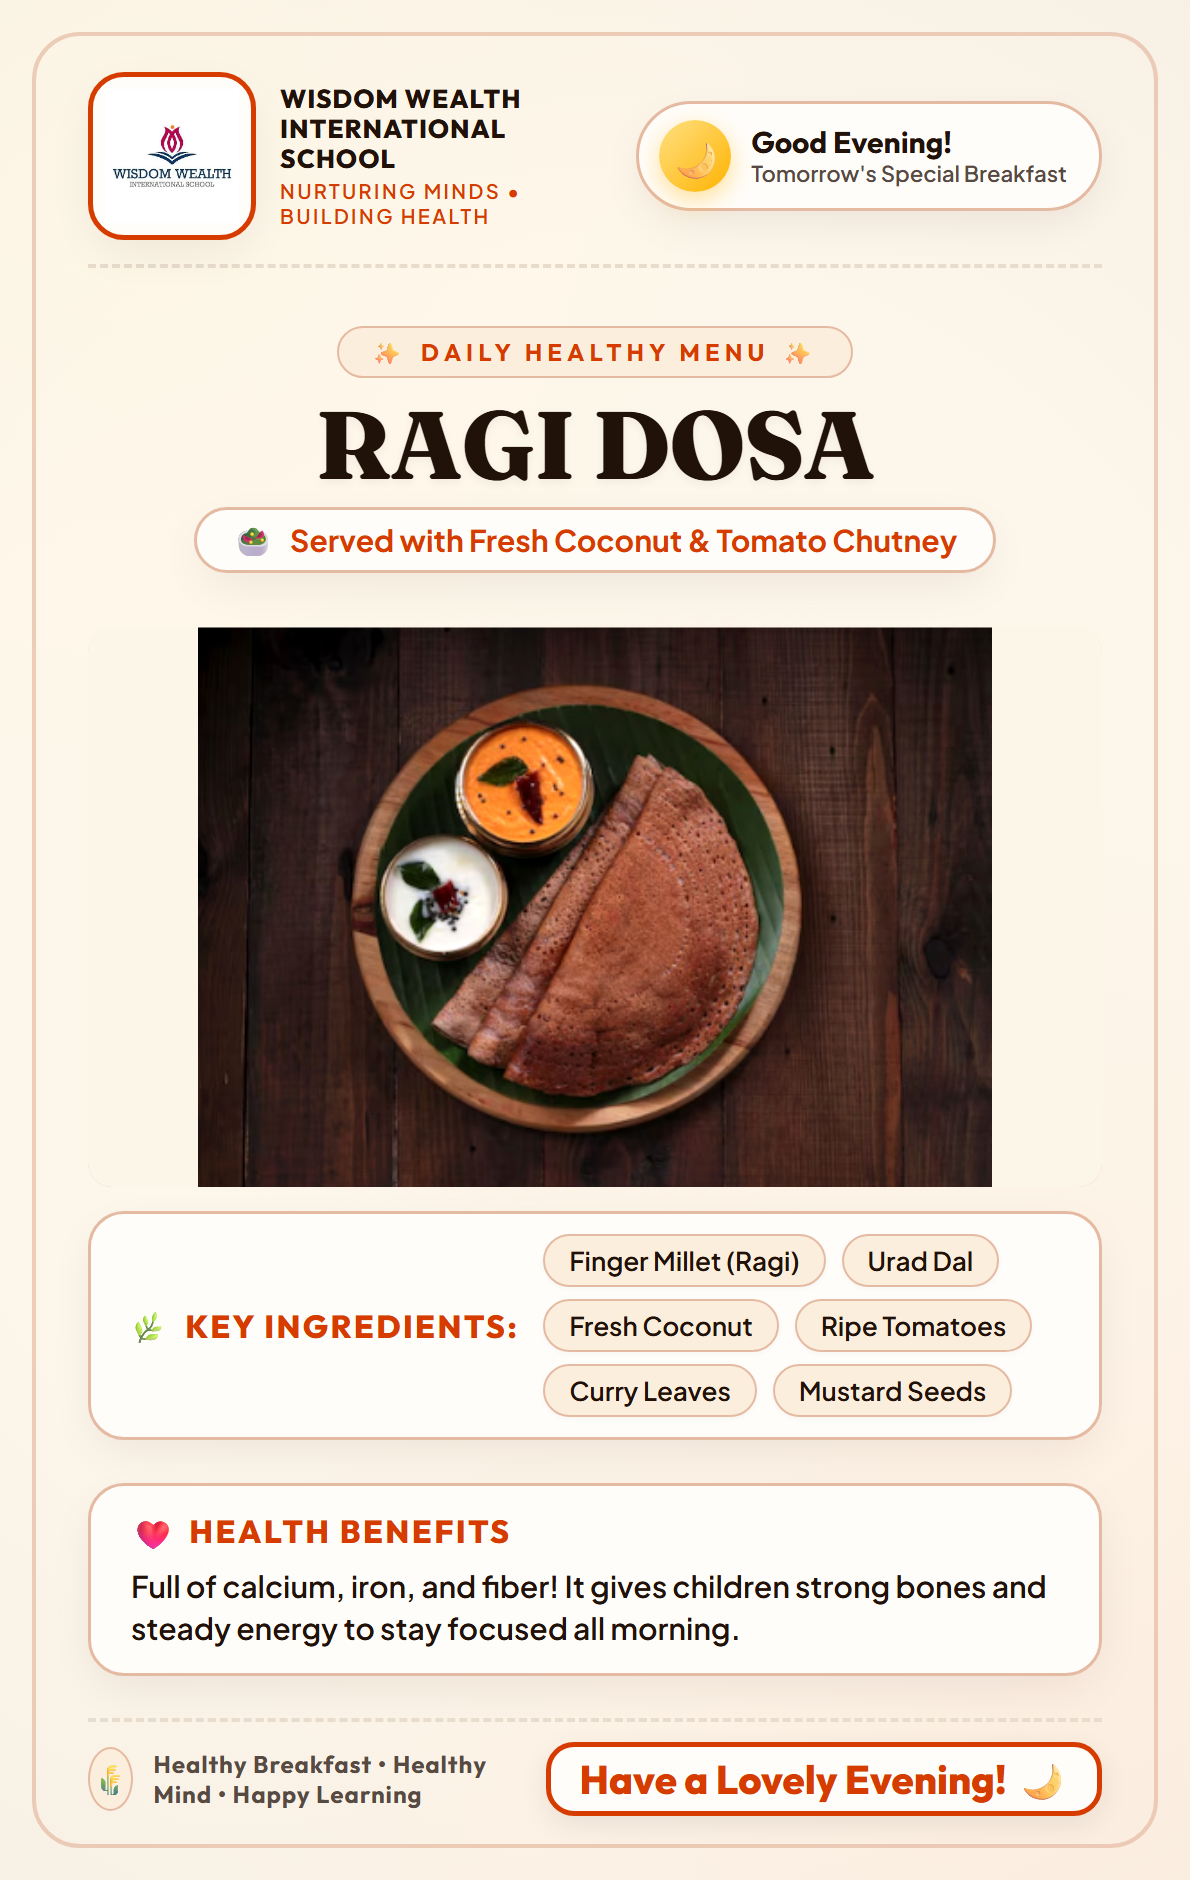 WISDOM WEALTH
INTERNATIONAL SCHOOL
WISDOM WEALTH
INTERNATIONAL
SCHOOL
NURTURING MINDS •
BUILDING HEALTH
Good Evening!
Tomorrow's Special Breakfast
DAILY HEALTHY MENU
RAGI DOSA
Served with Fresh Coconut & Tomato Chutney
KEY INGREDIENTS:
Finger Millet (Ragi) Urad Dal
Fresh Coconut Ripe Tomatoes
Curry Leaves Mustard Seeds
HEALTH BENEFITS
Full of calcium, iron, and fiber! It gives children strong bones and
steady energy to stay focused all morning.
Healthy Breakfast • Healthy
Mind • Happy Learning
Have a Lovely Evening!